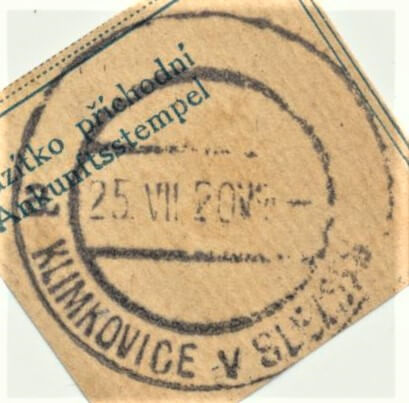 razítko příchodní
Ankunftsstempel
25. VII. 20
KLIMKOVICE V SLEZSKU